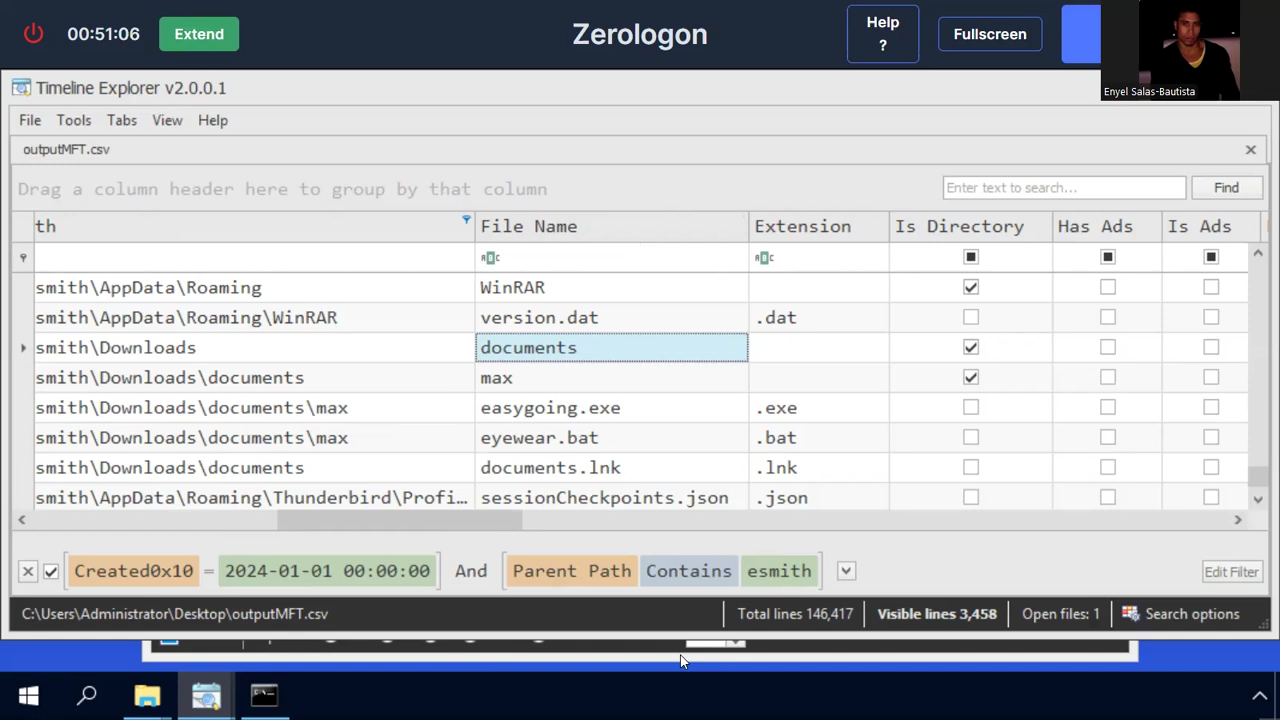 00:51:06 Extend Zerologon Help ? Fullscreen
Enyel Salas-Bautista
Timeline Explorer v2.0.0.1
File Tools Tabs View Help
outputMFT.csv
Drag a column header here to group by that column Enter text to search... Find
th File Name Extension Is Directory Has Ads Is Ads
smith\AppData\Roaming WinRAR
smith\AppData\Roaming\WinRAR version.dat .dat
smith\Downloads documents
smith\Downloads\documents max
smith\Downloads\documents\max easygoing.exe .exe
smith\Downloads\documents\max eyewear.bat .bat
smith\Downloads\documents documents.lnk .lnk
smith\AppData\Roaming\Thunderbird\Profi... sessionCheckpoints.json .json
Created0x10 = 2024-01-01 00:00:00 And Parent Path Contains esmith Edit Filter
C:\Users\Administrator\Desktop\outputMFT.csv Total lines 146,417 Visible lines 3,458 Open files: 1 Search options